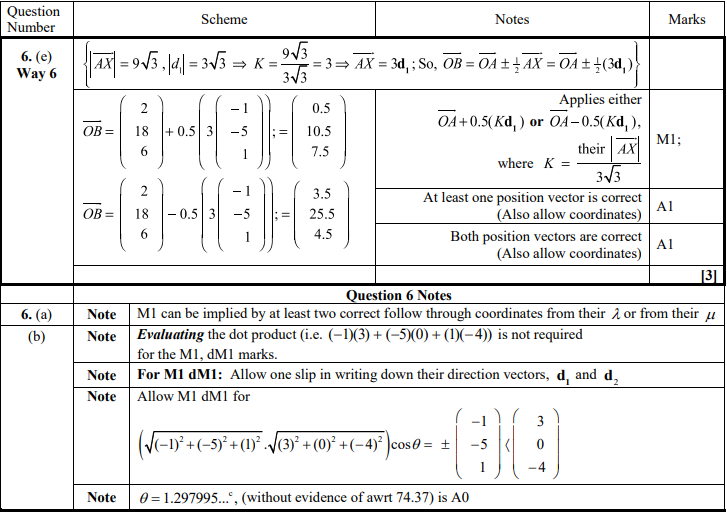 Question Number Scheme Notes Marks
6. (e) Way 6
{|AX→| = 9√3, |d₁| = 3√3 ⇒ K = 9√3/3√3 = 3 ⇒ AX→ = 3d₁; So, OB→ = OA→ ± ½AX→ = OA→ ± ½(3d₁)}
OB→ = (2, 18, 6) + 0.5(3(−1, −5, 1)); = (0.5, 10.5, 7.5)
Applies either
OA→ + 0.5(Kd₁) or OA→ − 0.5(Kd₁),
where K = their |AX→| / 3√3
M1;
OB→ = (2, 18, 6) − 0.5(3(−1, −5, 1)); = (3.5, 25.5, 4.5)
At least one position vector is correct
(Also allow coordinates)
A1
Both position vectors are correct
(Also allow coordinates)
A1
[3]
Question 6 Notes
6. (a) Note M1 can be implied by at least two correct follow through coordinates from their λ or from their μ
(b) Note Evaluating the dot product (i.e. (−1)(3) + (−5)(0) + (1)(−4)) is not required
for the M1, dM1 marks.
Note For M1 dM1: Allow one slip in writing down their direction vectors, d₁ and d₂
Note Allow M1 dM1 for
(√((−1)² + (−5)² + (1)²) . √((3)² + (0)² + (−4)²)) cos θ = ± (−1, −5, 1) ⟨ (3, 0, −4)
Note θ = 1.297995...ᶜ, (without evidence of awrt 74.37) is A0